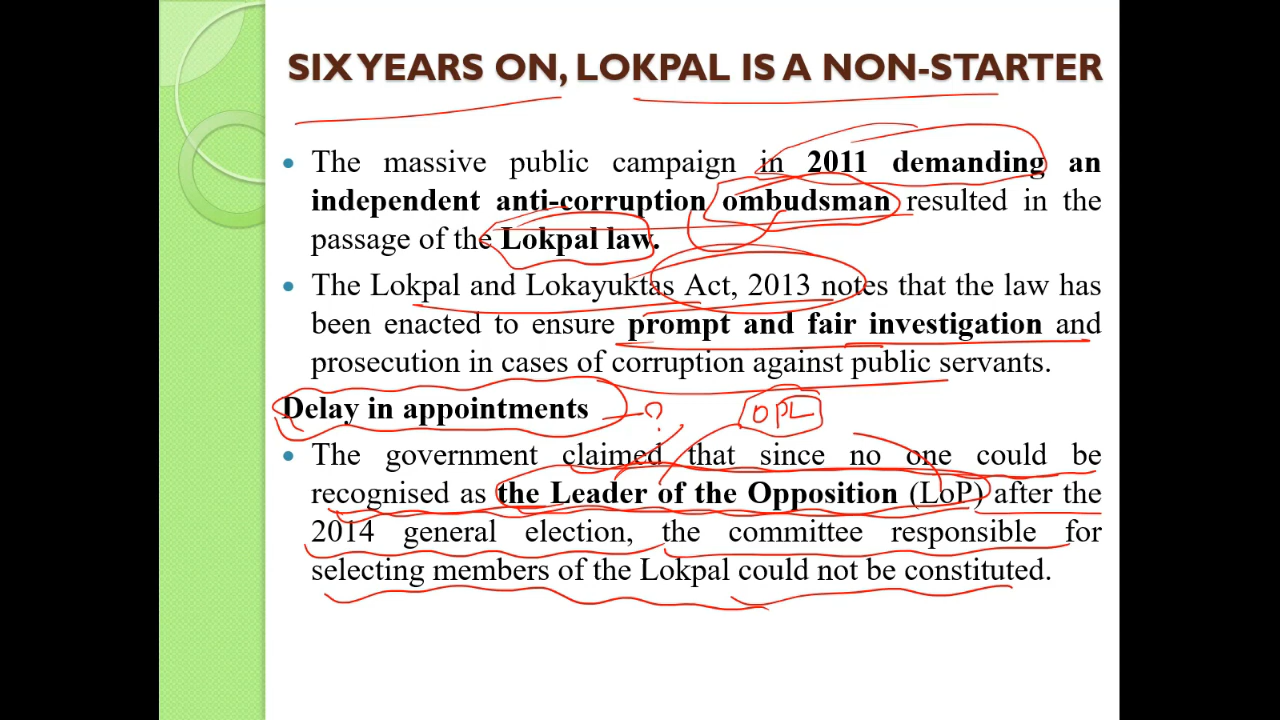 SIX YEARS ON, LOKPAL IS A NON-STARTER
• The massive public campaign in 2011 demanding an
independent anti-corruption ombudsman resulted in the
passage of the Lokpal law.
• The Lokpal and Lokayuktas Act, 2013 notes that the law has
been enacted to ensure prompt and fair investigation and
prosecution in cases of corruption against public servants.
Delay in appointments ? OPL
• The government claimed that since no one could be
recognised as the Leader of the Opposition (LoP) after the
2014 general election, the committee responsible for
selecting members of the Lokpal could not be constituted.